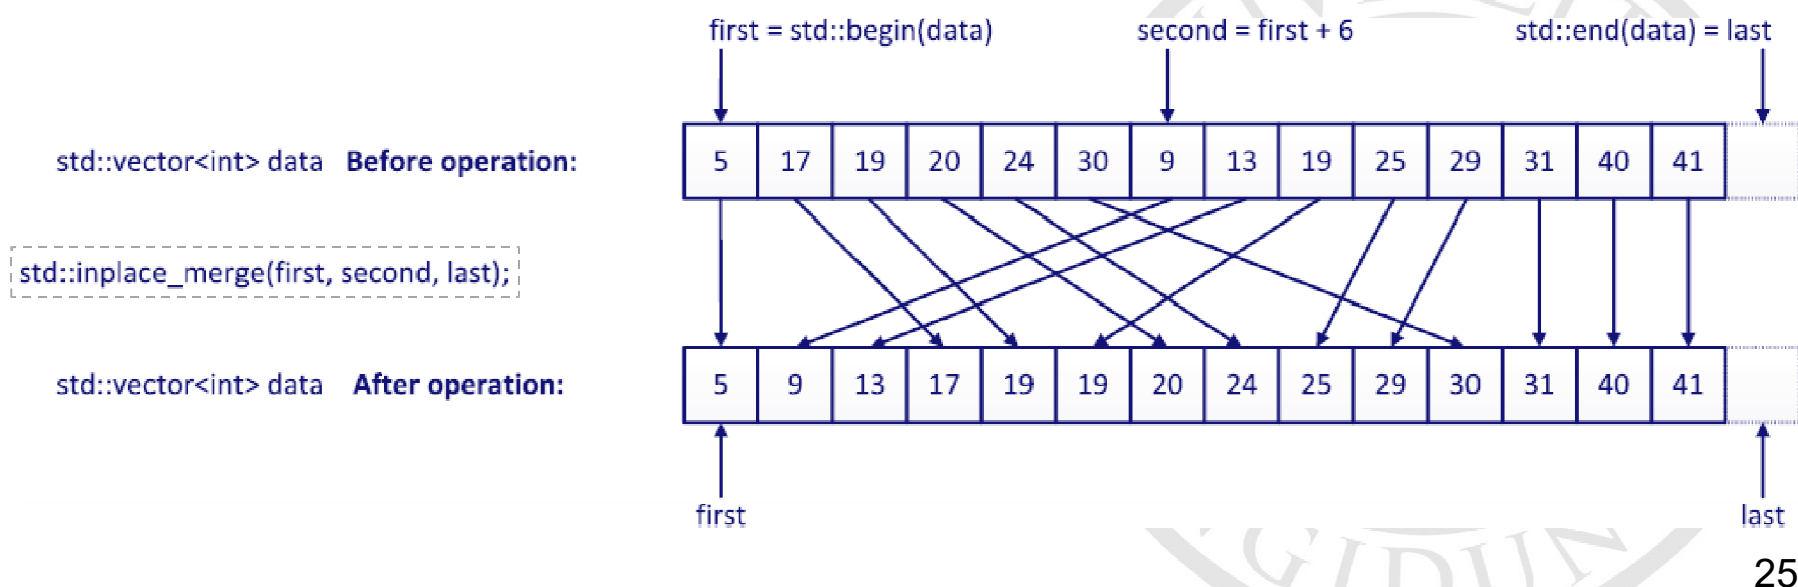 first = std::begin(data) second = first + 6 std::end(data) = last
std::vector<int> data Before operation: 5 17 19 20 24 30 9 13 19 25 29 31 40 41
std::inplace_merge(first, second, last);
std::vector<int> data After operation: 5 9 13 17 19 19 20 24 25 29 30 31 40 41
first last
25